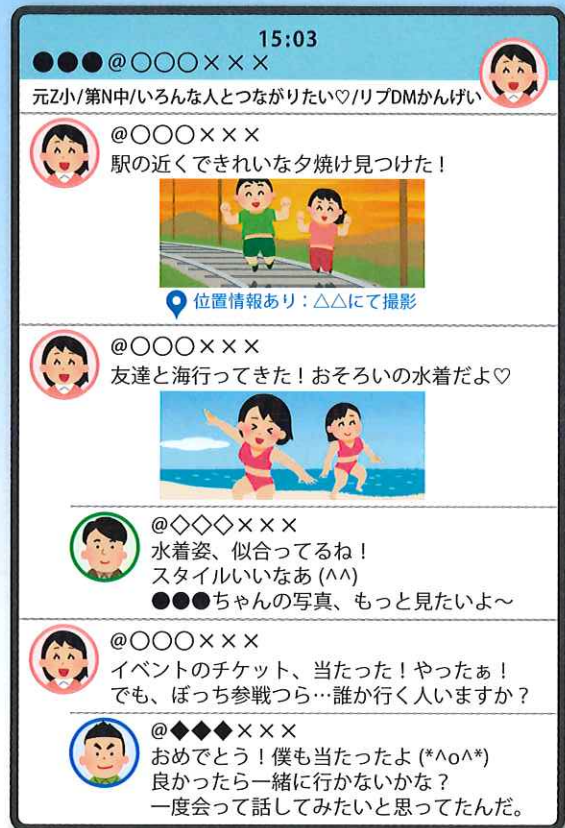 15:03
●●●@○○○×××
元Z小/第N中/いろんな人とつながりたい♡/リプDMかんげい
@○○○×××
駅の近くできれいな夕焼け見つけた！
位置情報あり：△△にて撮影
@○○○×××
友達と海行ってきた！おそろいの水着だよ♡
@◇◇◇×××
水着姿、似合ってるね！
スタイルいいなあ (^^)
●●●ちゃんの写真、もっと見たいよ～
@○○○×××
イベントのチケット、当たった！やったぁ！
でも、ぼっち参戦つら…誰か行く人いますか？
@◆◆◆×××
おめでとう！僕も当たったよ (*^o^*)
良かったら一緒に行かないかな？
一度会って話してみたいと思ってたんだ。